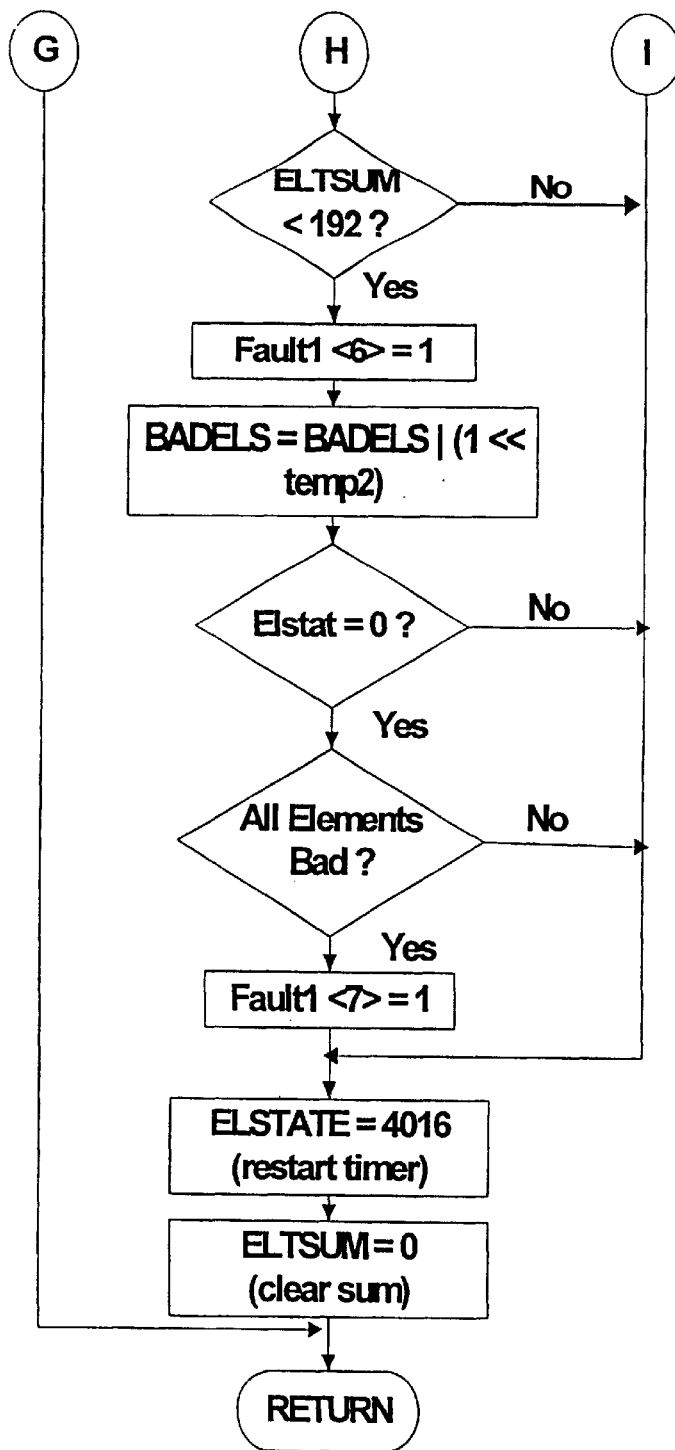 G
H
I
ELTSUM
< 192 ?
No
Yes
Fault1 <6> = 1
BADELS = BADELS | (1 <<
temp2)
Elstat = 0 ?
No
Yes
All Elements
Bad ?
No
Yes
Fault1 <7> = 1
ELSTATE = 4016
(restart timer)
ELTSUM = 0
(clear sum)
RETURN